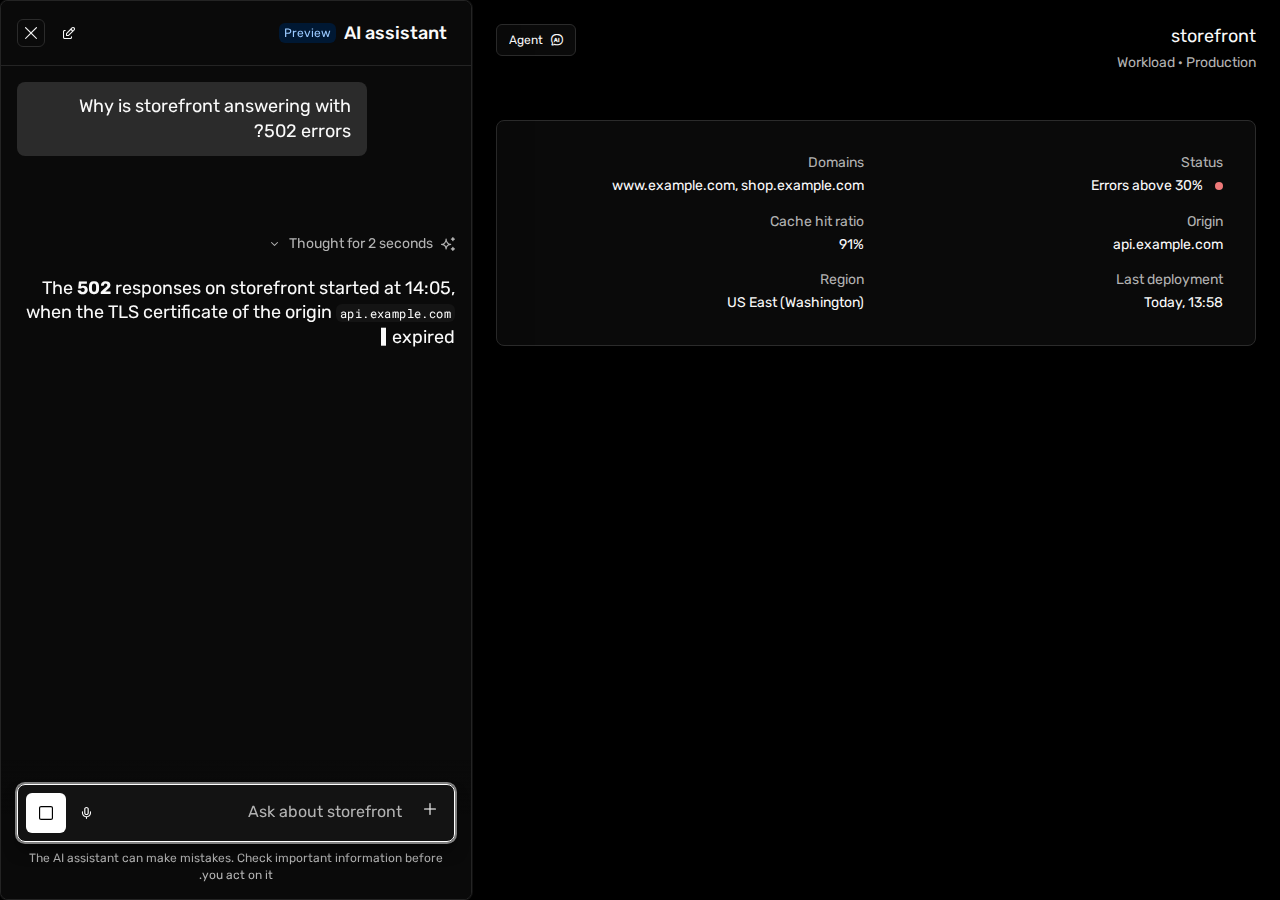 AI assistant Preview
Why is storefront answering with
502 errors?
Thought for 2 seconds
The 502 responses on storefront started at 14:05,
when the TLS certificate of the origin api.example.com
expired
Ask about storefront
The AI assistant can make mistakes. Check important information before
you act on it.
storefront
Workload • Production
Agent
Status
Errors above 30%
Domains
www.example.com, shop.example.com
Origin
api.example.com
Cache hit ratio
91%
Last deployment
Today, 13:58
Region
US East (Washington)